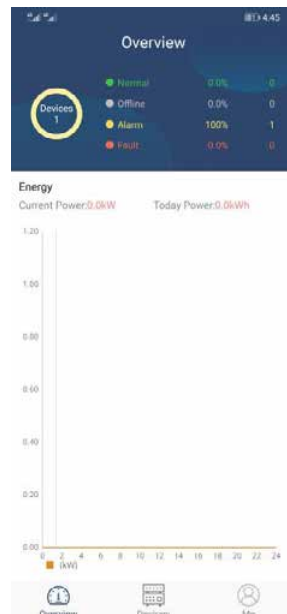 4:45
Overview
Devices
1
Normal 0.0% 0
Offline 0.0% 0
Alarm 100% 1
Fault 0.0% 0
Energy
Current Power:0.0kW Today Power:0.0kWh
1.20
1.00
0.80
0.60
0.40
0.20
0.00
0 2 4 6 8 10 12 14 16 18 20 22 24
(kW)
Overview Devices Me